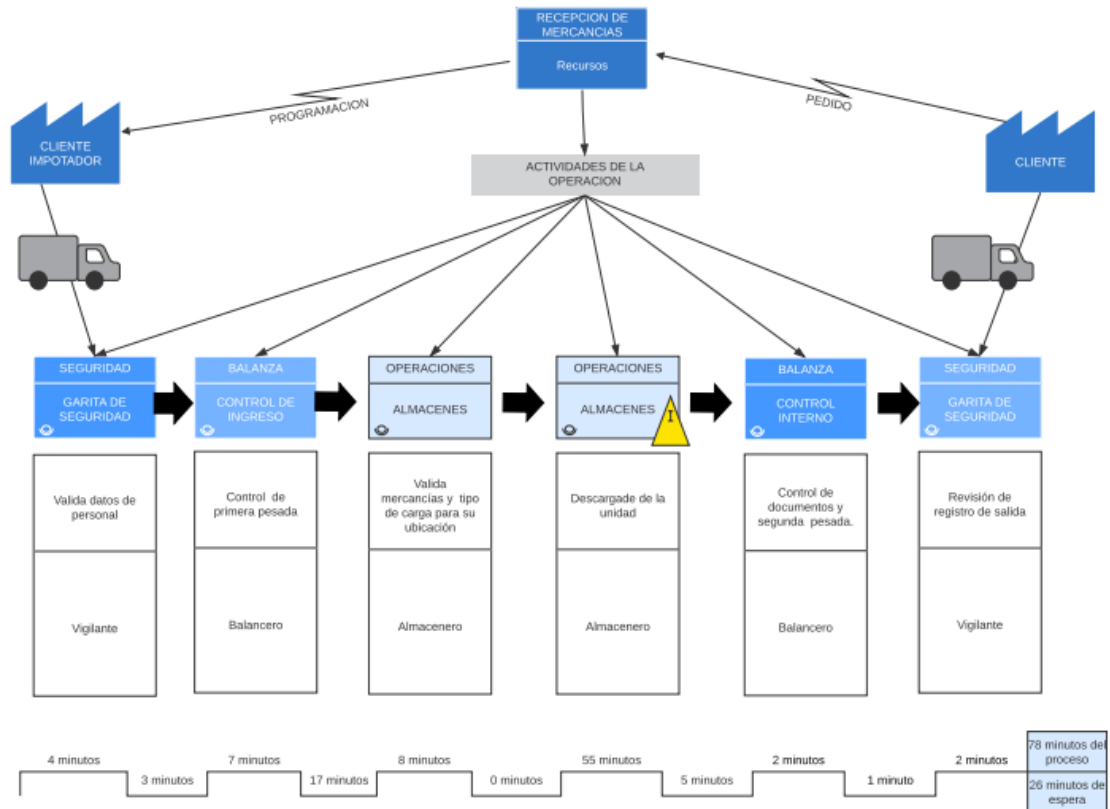 RECEPCION DE
MERCANCIAS
Recursos
PROGRAMACION
PEDIDO
CLIENTE
IMPOTADOR
CLIENTE
ACTIVIDADES DE LA
OPERACION
SEGURIDAD
GARITA DE
SEGURIDAD
BALANZA
CONTROL DE
INGRESO
OPERACIONES
ALMACENES
OPERACIONES
ALMACENES
I
BALANZA
CONTROL
INTERNO
SEGURIDAD
GARITA DE
SEGURIDAD
Valida datos de
personal
Control de
primera pesada
Valida
mercancías y tipo
de carga para su
ubicación
Descargade de la
unidad
Control de
documentos y
segunda pesada.
Revisión de
registro de salida
Vigilante
Balancero
Almacenero
Almacenero
Balancero
Vigilante
4 minutos
3 minutos
7 minutos
17 minutos
8 minutos
0 minutos
55 minutos
5 minutos
2 minutos
1 minuto
2 minutos
78 minutos del
proceso
26 minutos de
espera